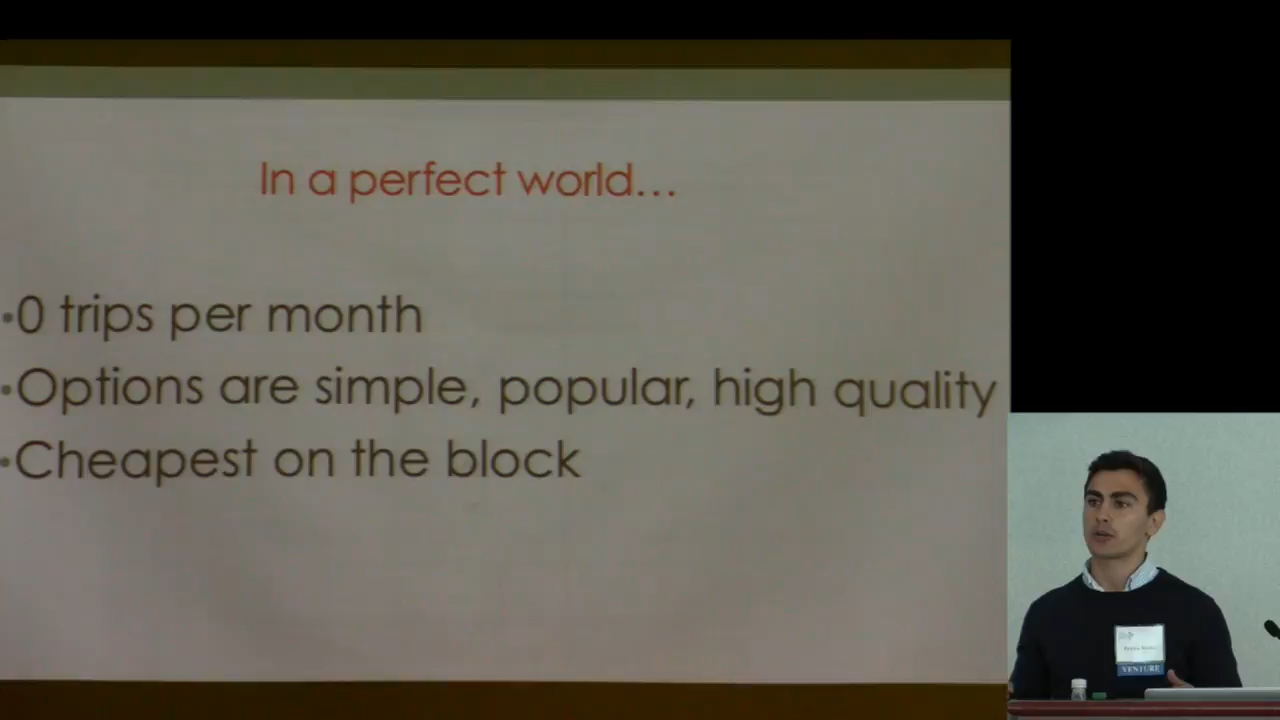 In a perfect world…
•0 trips per month
•Options are simple, popular, high quality
•Cheapest on the block
VENTURE